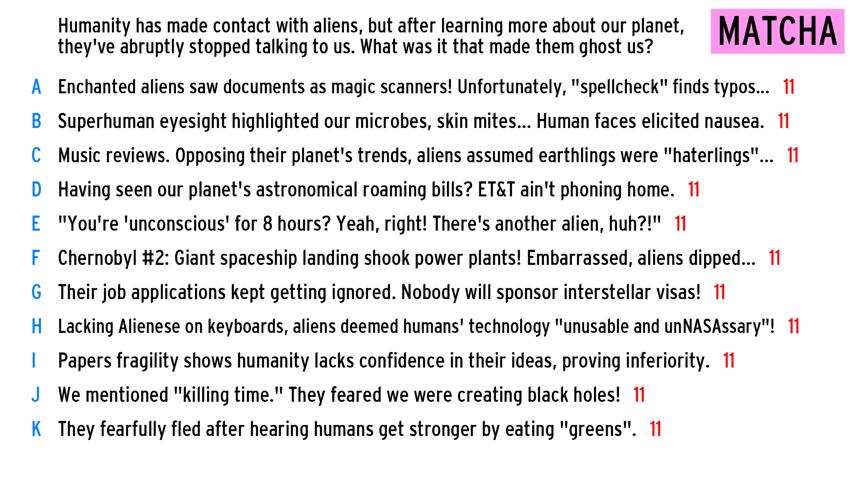 Humanity has made contact with aliens, but after learning more about our planet,
they've abruptly stopped talking to us. What was it that made them ghost us?
MATCHA
A Enchanted aliens saw documents as magic scanners! Unfortunately, "spellcheck" finds typos... 11
B Superhuman eyesight highlighted our microbes, skin mites... Human faces elicited nausea. 11
C Music reviews. Opposing their planet's trends, aliens assumed earthlings were "haterlings"... 11
D Having seen our planet's astronomical roaming bills? ET&T ain't phoning home. 11
E "You're 'unconscious' for 8 hours? Yeah, right! There's another alien, huh?!" 11
F Chernobyl #2: Giant spaceship landing shook power plants! Embarrassed, aliens dipped... 11
G Their job applications kept getting ignored. Nobody will sponsor interstellar visas! 11
H Lacking Alienese on keyboards, aliens deemed humans' technology "unusable and unNASAssary"! 11
I Papers fragility shows humanity lacks confidence in their ideas, proving inferiority. 11
J We mentioned "killing time." They feared we were creating black holes! 11
K They fearfully fled after hearing humans get stronger by eating "greens". 11